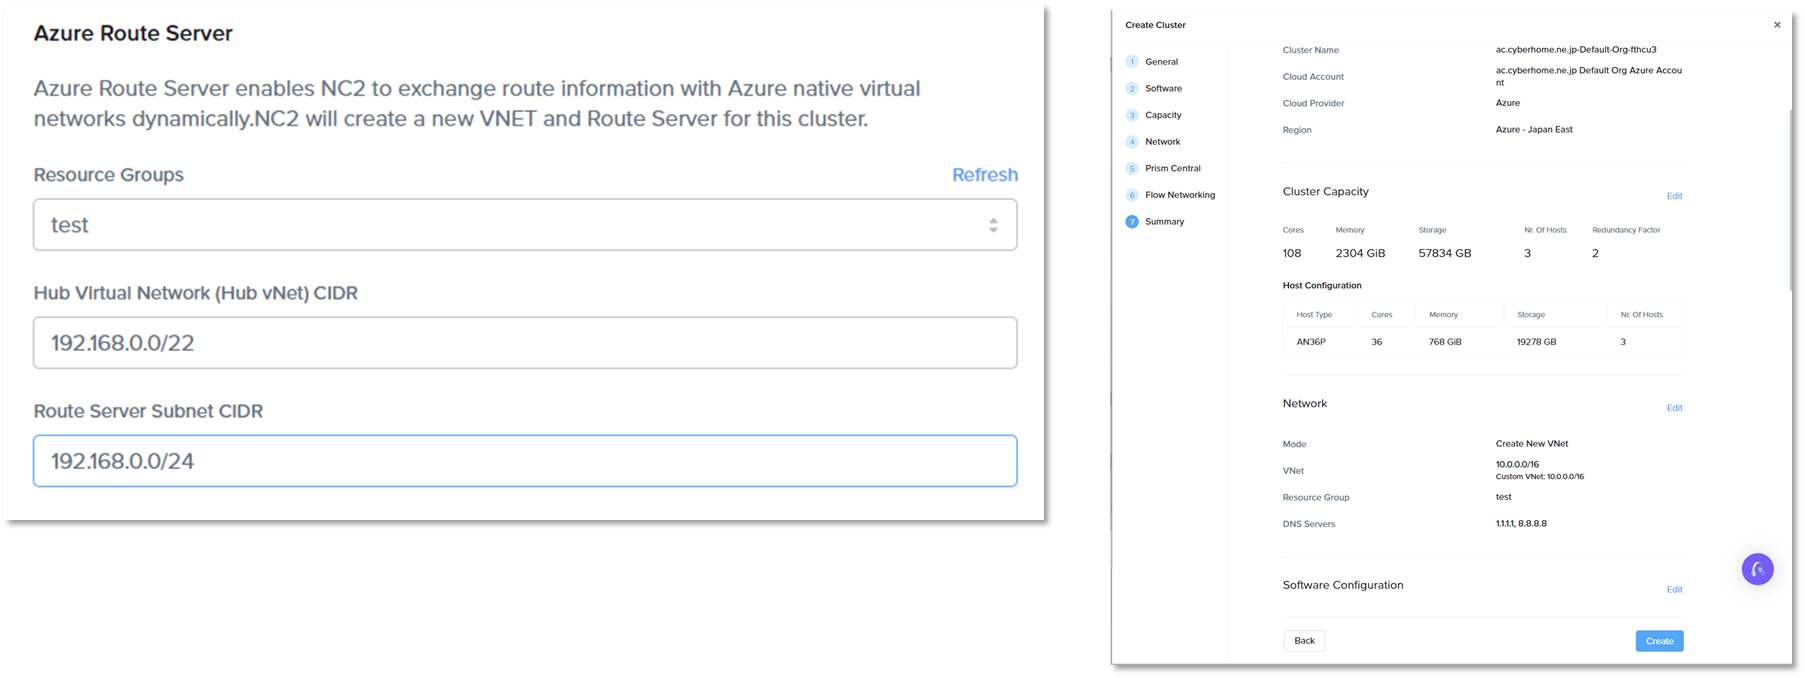 Azure Route Server
Azure Route Server enables NC2 to exchange route information with Azure native virtual
networks dynamically.NC2 will create a new VNET and Route Server for this cluster.
Resource Groups
Refresh
test
Hub Virtual Network (Hub vNet) CIDR
192.168.0.0/22
Route Server Subnet CIDR
192.168.0.0/24
Create Cluster
×
1 General
2 Software
3 Capacity
4 Network
5 Prism Central
6 Flow Networking
7 Summary
Cluster Name ac.cyberhome.ne.jp-Default-Org-fthcu3
Cloud Account ac.cyberhome.ne.jp Default Org Azure Accou
nt
Cloud Provider Azure
Region Azure - Japan East
Cluster Capacity Edit
Cores Memory Storage Nr. Of Hosts Redundancy Factor
108 2304 GiB 57834 GB 3 2
Host Configuration
Host Type Cores Memory Storage Nr. Of Hosts
AN36P 36 768 GiB 19278 GB 3
Network Edit
Mode Create New VNet
VNet 10.0.0.0/16
Custom VNet: 10.0.0.0/16
Resource Group test
DNS Servers 1.1.1.1, 8.8.8.8
Software Configuration Edit
Back Create